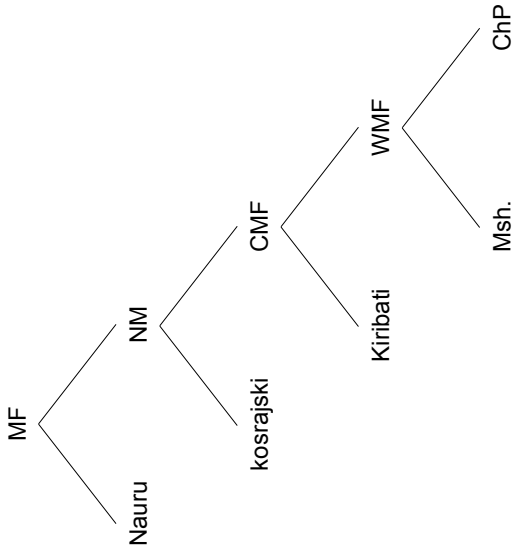 MF
Nauru
NM
kosrajski
CMF
Kiribati
WMF
Msh.
ChP